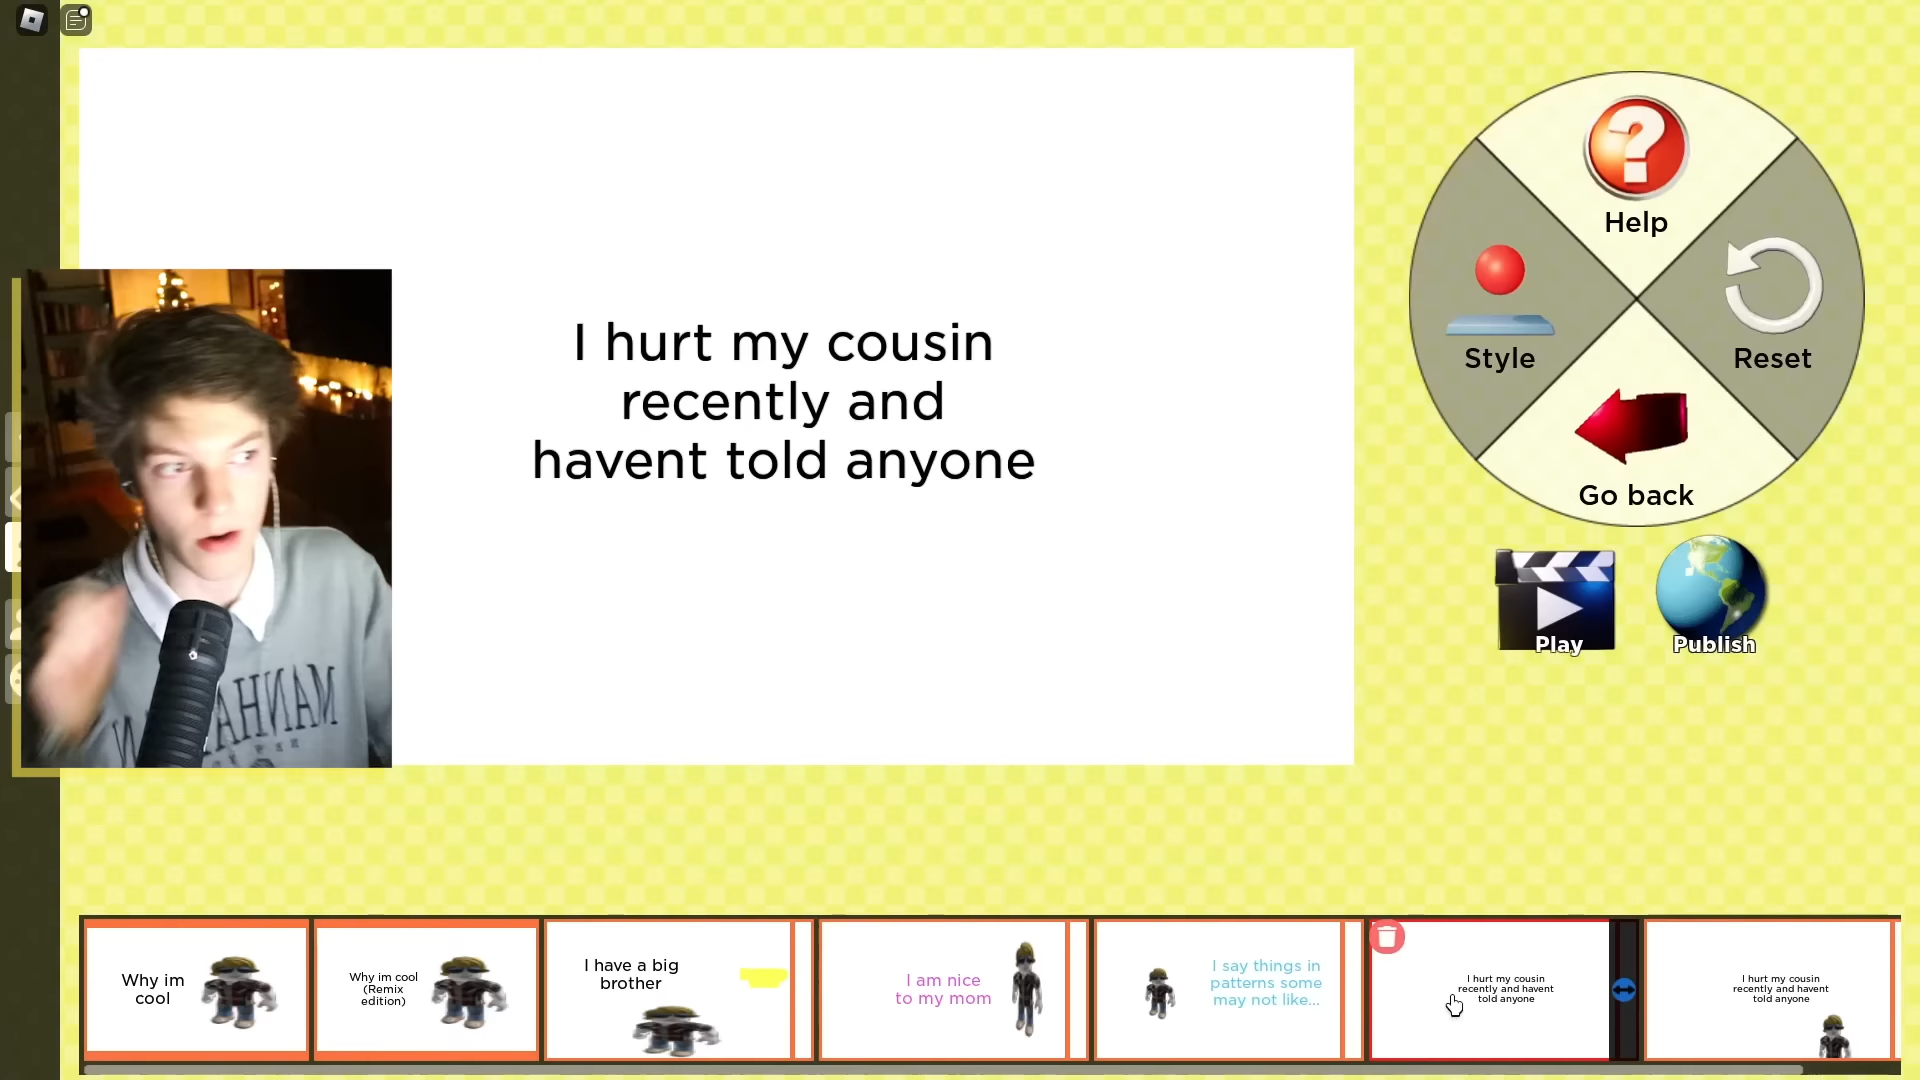 I hurt my cousin
recently and
havent told anyone
Help
Style
Reset
Go back
Play
Publish
MANHA
Why im
cool
Why im cool
(Remix
edition)
I have a big
brother
I am nice
to my mom
I say things in
patterns some
may not like...
I hurt my cousin
recently and havent
told anyone
I hurt my cousin
recently and havent
told anyone